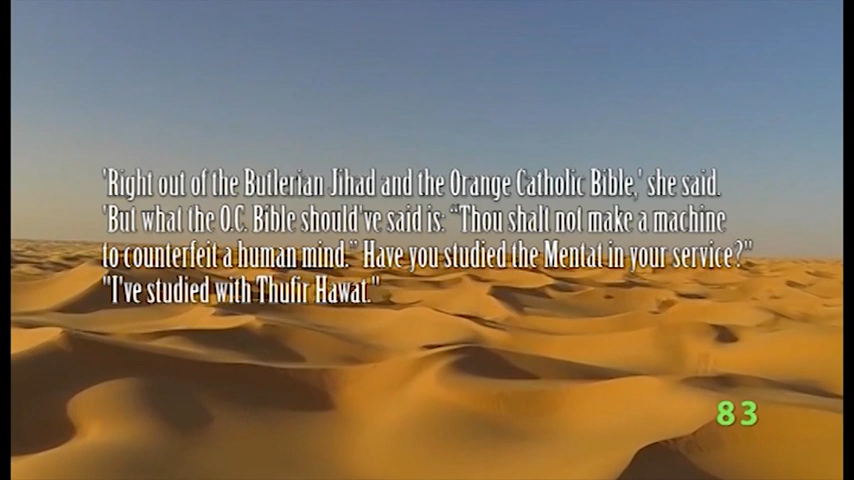 'Right out of the Butlerian Jihad and the Orange Catholic Bible,' she said.
'But what the O.C. Bible should've said is: “Thou shalt not make a machine
to counterfeit a human mind.” Have you studied the Mentat in your service?"
"I've studied with Thufir Hawat."
83